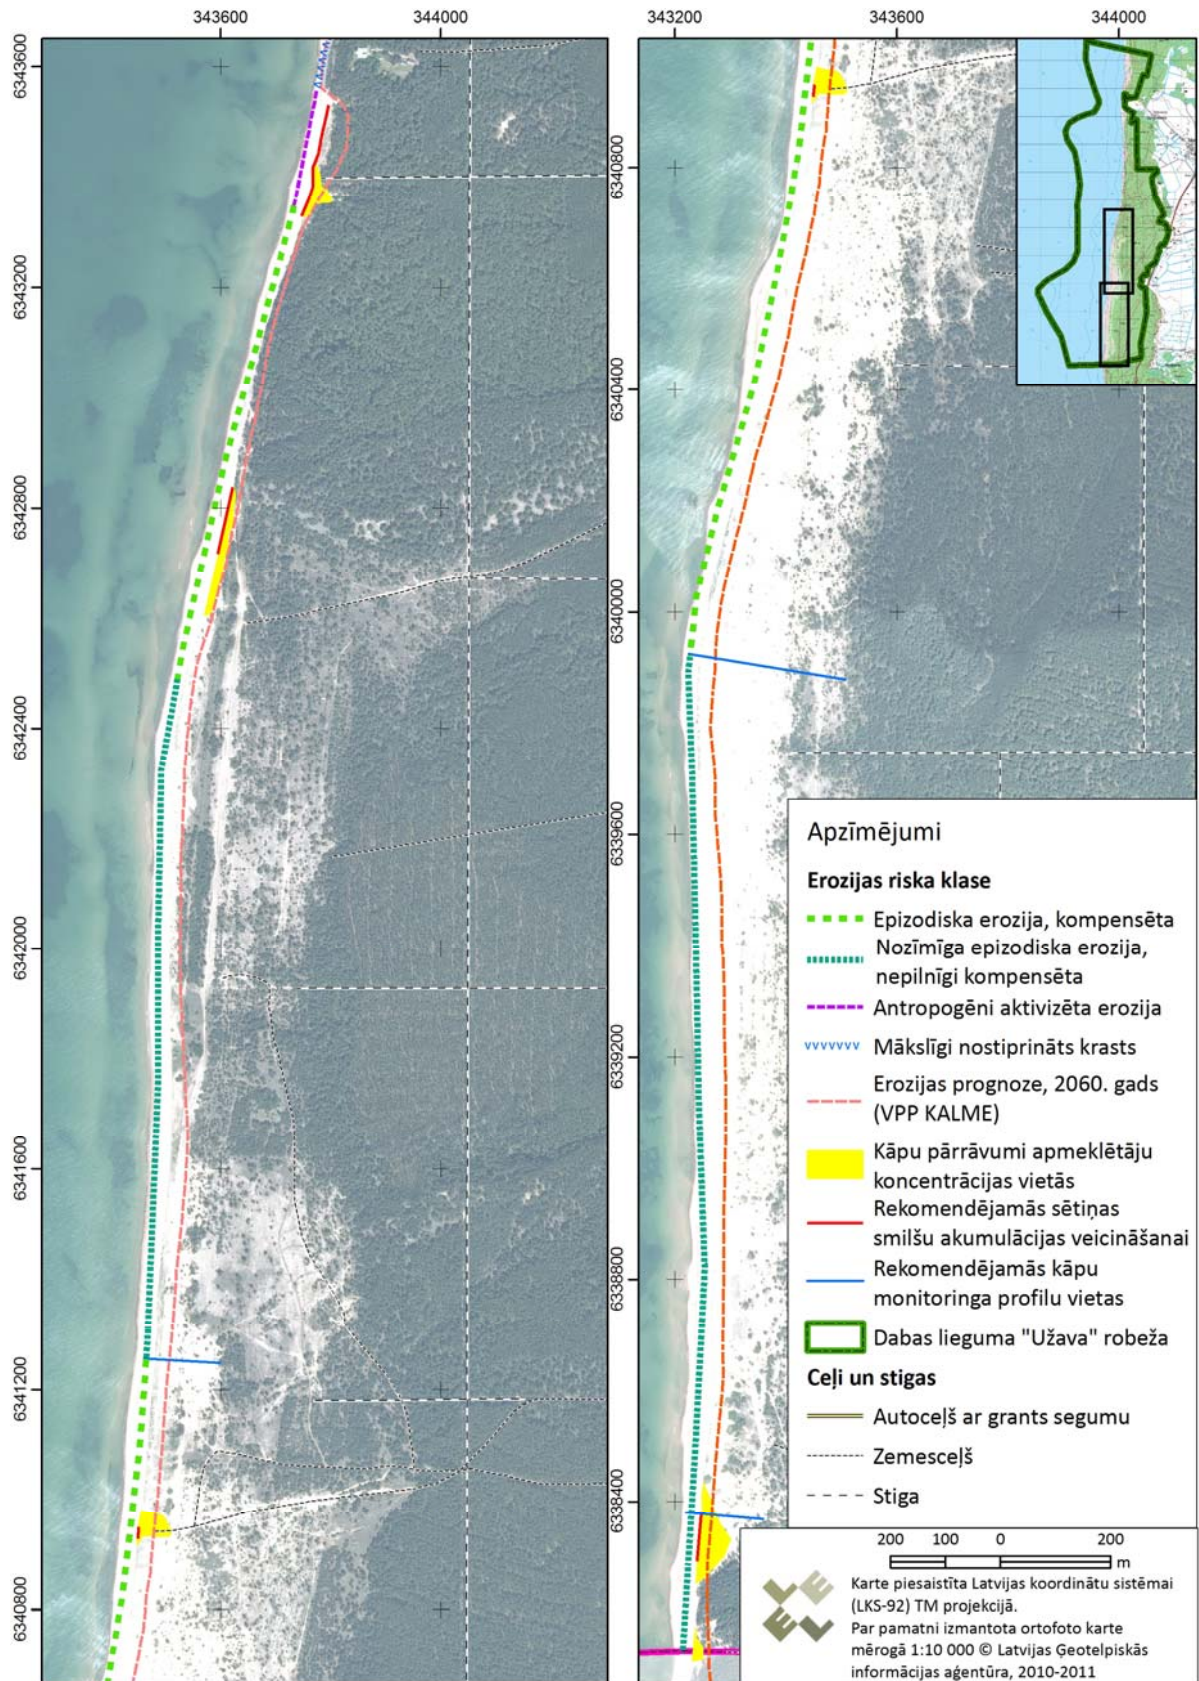 343600
344000
343200
343600
344000
6343600
6343200
6342800
6342400
6342000
6341600
6341200
6340800
6340800
6340400
6340000
6339600
6339200
6338800
6338400
Apzīmējumi
Erozijas riska klase
Epizodiska erozija, kompensēta
Nozīmīga epizodiska erozija,
nepilnīgi kompensēta
Antropogēni aktivizēta erozija
Mākslīgi nostiprināts krasts
Erozijas prognoze, 2060. gads
(VPP KALME)
Kāpu pārrāvumi apmeklētāju
koncentrācijas vietās
Rekomendējamās sētiņas
smilšu akumulācijas veicināšanai
Rekomendējamās kāpu
monitoringa profilu vietas
Dabas lieguma "Užava" robeža
Ceļi un stigas
Autoceļš ar grants segumu
Zemesceļš
Stiga
200 100 0 200
m
Karte piesaistīta Latvijas koordinātu sistēmai
(LKS-92) TM projekcijā.
Par pamatni izmantota ortofoto karte
mērogā 1:10 000 © Latvijas Ģeotelpiskās
informācijas aģentūra, 2010-2011